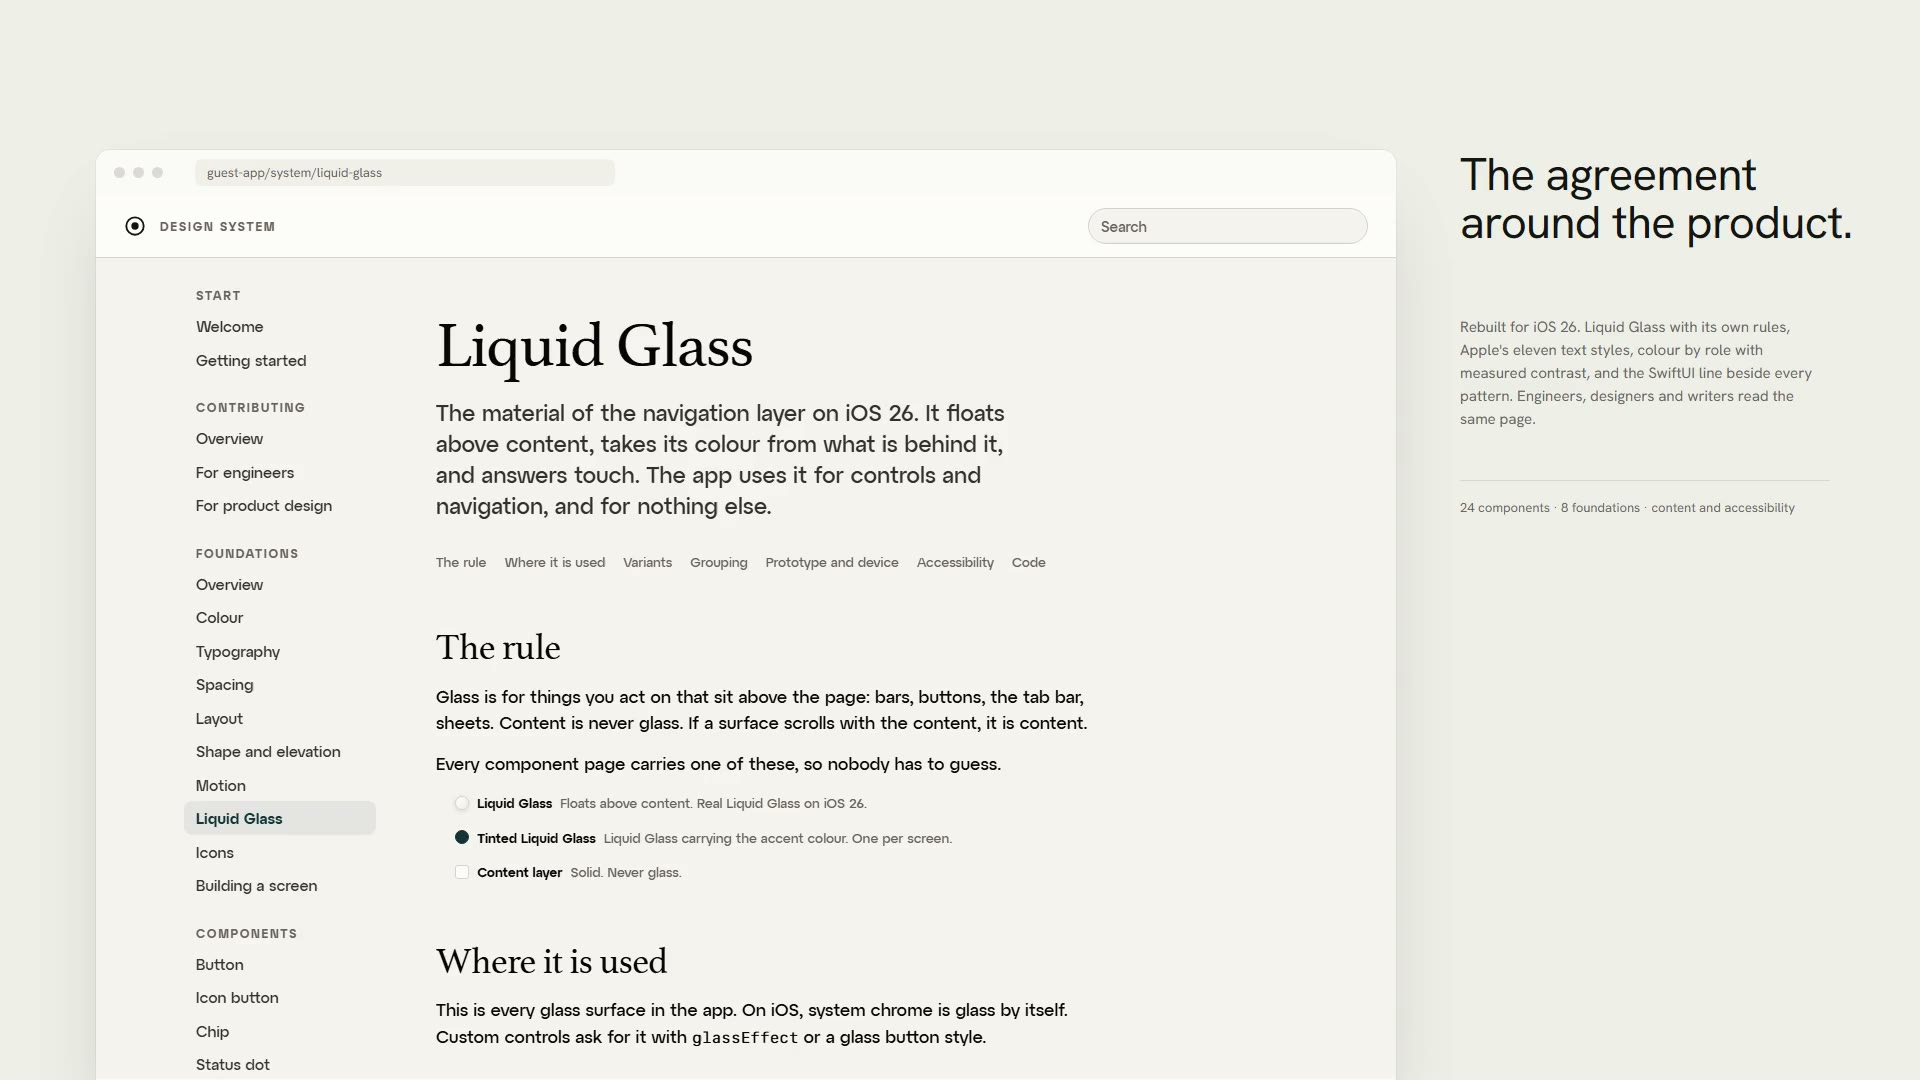 guest-app/system/liquid-glass
DESIGN SYSTEM
Search
START
Welcome
Getting started
CONTRIBUTING
Overview
For engineers
For product design
FOUNDATIONS
Overview
Colour
Typography
Spacing
Layout
Shape and elevation
Motion
Liquid Glass
Icons
Building a screen
COMPONENTS
Button
Icon button
Chip
Status dot
Liquid Glass
The material of the navigation layer on iOS 26. It floats
above content, takes its colour from what is behind it,
and answers touch. The app uses it for controls and
navigation, and for nothing else.
The rule Where it is used Variants Grouping Prototype and device Accessibility Code
The rule
Glass is for things you act on that sit above the page: bars, buttons, the tab bar,
sheets. Content is never glass. If a surface scrolls with the content, it is content.
Every component page carries one of these, so nobody has to guess.
Liquid Glass Floats above content. Real Liquid Glass on iOS 26.
Tinted Liquid Glass Liquid Glass carrying the accent colour. One per screen.
Content layer Solid. Never glass.
Where it is used
This is every glass surface in the app. On iOS, system chrome is glass by itself.
Custom controls ask for it with glassEffect or a glass button style.
The agreement
around the product.
Rebuilt for iOS 26. Liquid Glass with its own rules,
Apple's eleven text styles, colour by role with
measured contrast, and the SwiftUI line beside every
pattern. Engineers, designers and writers read the
same page.
24 components · 8 foundations · content and accessibility